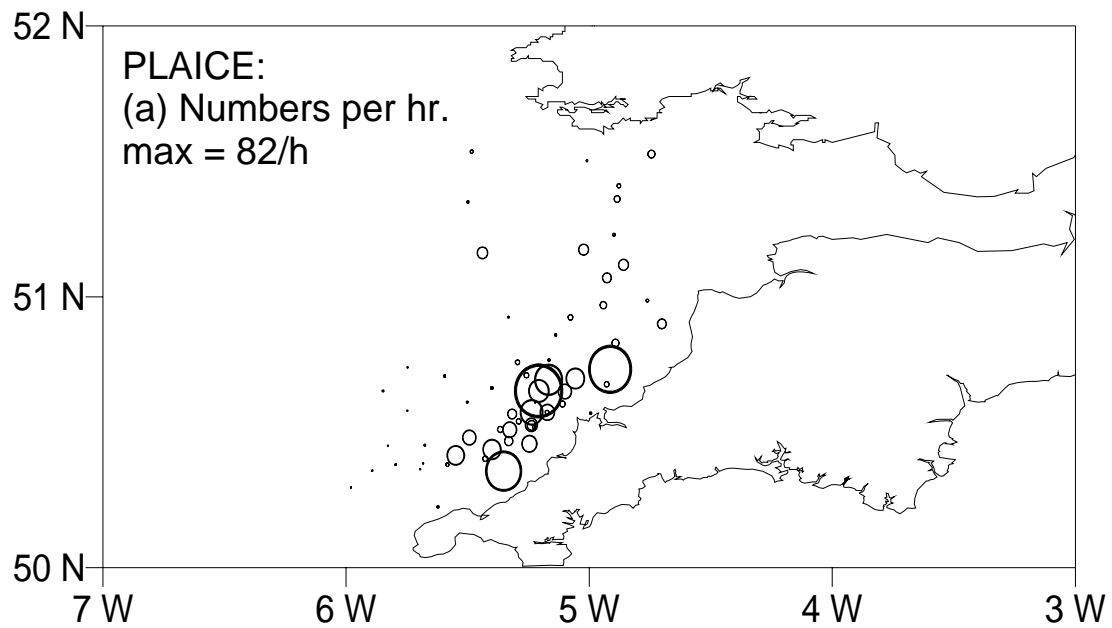 52 N
PLAICE:
(a) Numbers per hr.
max = 82/h
51 N
50 N
7 W 6 W 5 W 4 W 3 W